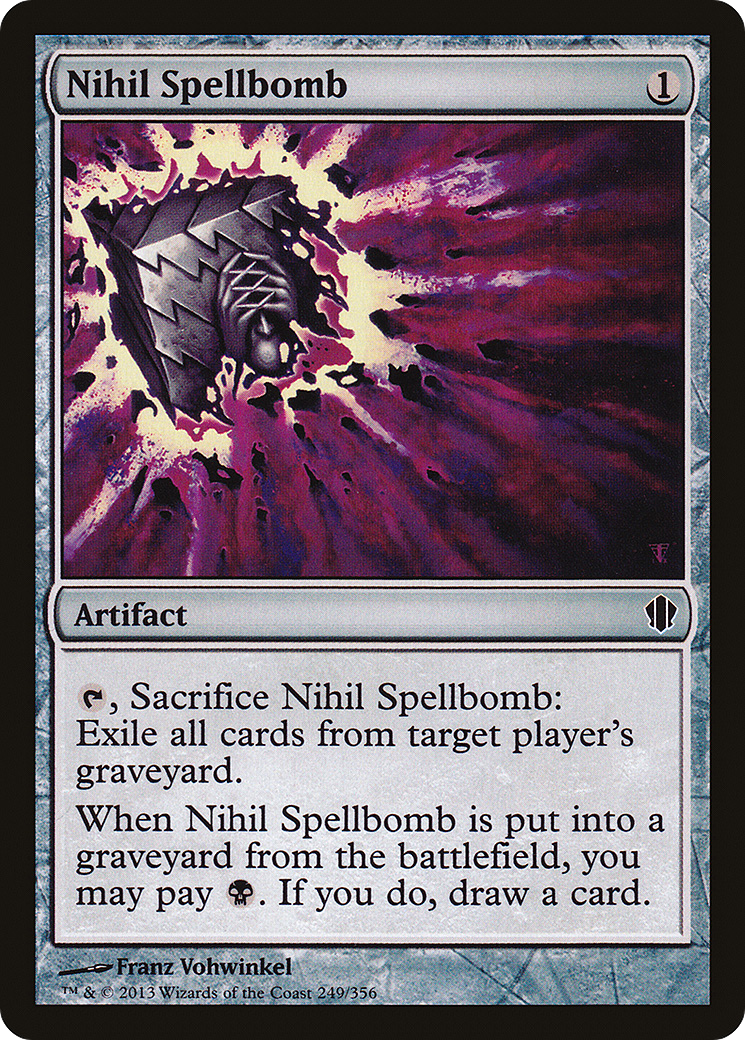 Nihil Spellbomb 1
Artifact
, Sacrifice Nihil Spellbomb:
Exile all cards from target player's
graveyard.
When Nihil Spellbomb is put into a
graveyard from the battlefield, you
may pay . If you do, draw a card.
Franz Vohwinkel
™ & © 2013 Wizards of the Coast 249/356